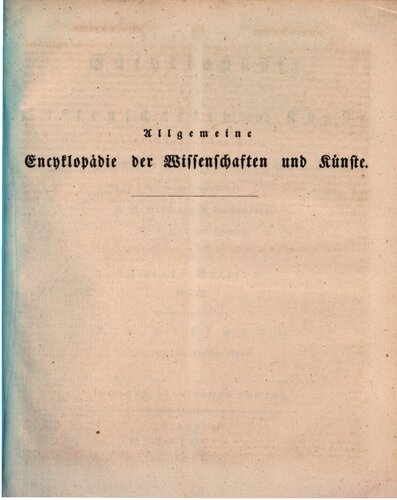 Allgemeine
Encyklopädie der Wissenschaften und Künste.